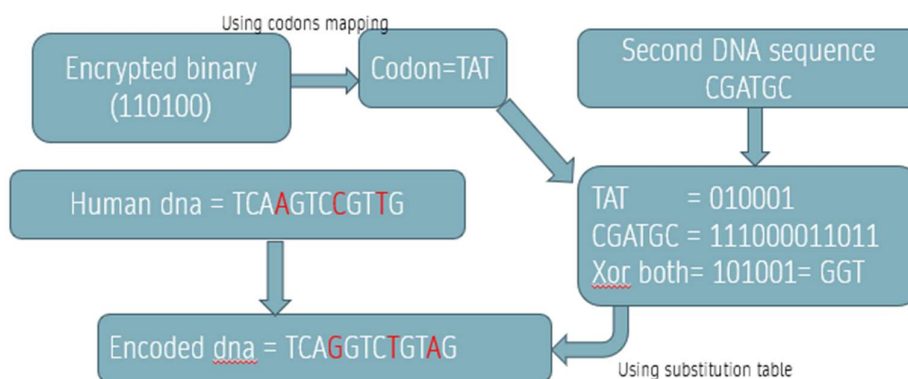 Using codons mapping
Encrypted binary
(110100)
Codon=TAT
Second DNA sequence
CGATGC
Human dna = TCAAGTCCGTTG
TAT = 010001
CGATGC = 111000011011
Xor both= 101001= GGT
Encoded dna = TCAGGTCTGTAG
Using substitution table